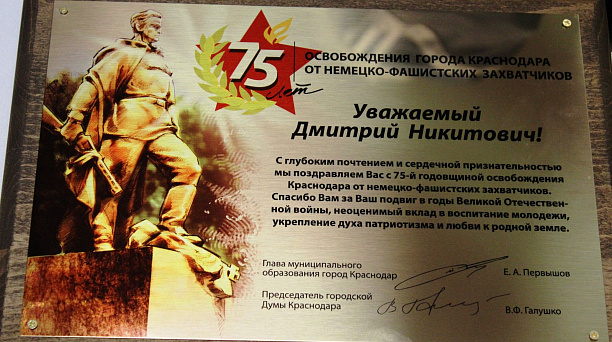 75
лет
ОСВОБОЖДЕНИЯ ГОРОДА КРАСНОДАРА
ОТ НЕМЕЦКО-ФАШИСТСКИХ ЗАХВАТЧИКОВ
Уважаемый
Дмитрий Никитович!
С глубоким почтением и сердечной признательностью
мы поздравляем Вас с 75-й годовщиной освобождения
Краснодара от немецко-фашистских захватчиков.
Спасибо Вам за Ваш подвиг в годы Великой Отечествен-
ной войны, неоценимый вклад в воспитание молодежи,
укрепление духа патриотизма и любви к родной земле.
Глава муниципального
образования город Краснодар
Е. А. Первышов
Председатель городской
Думы Краснодара
В.Ф. Галушко